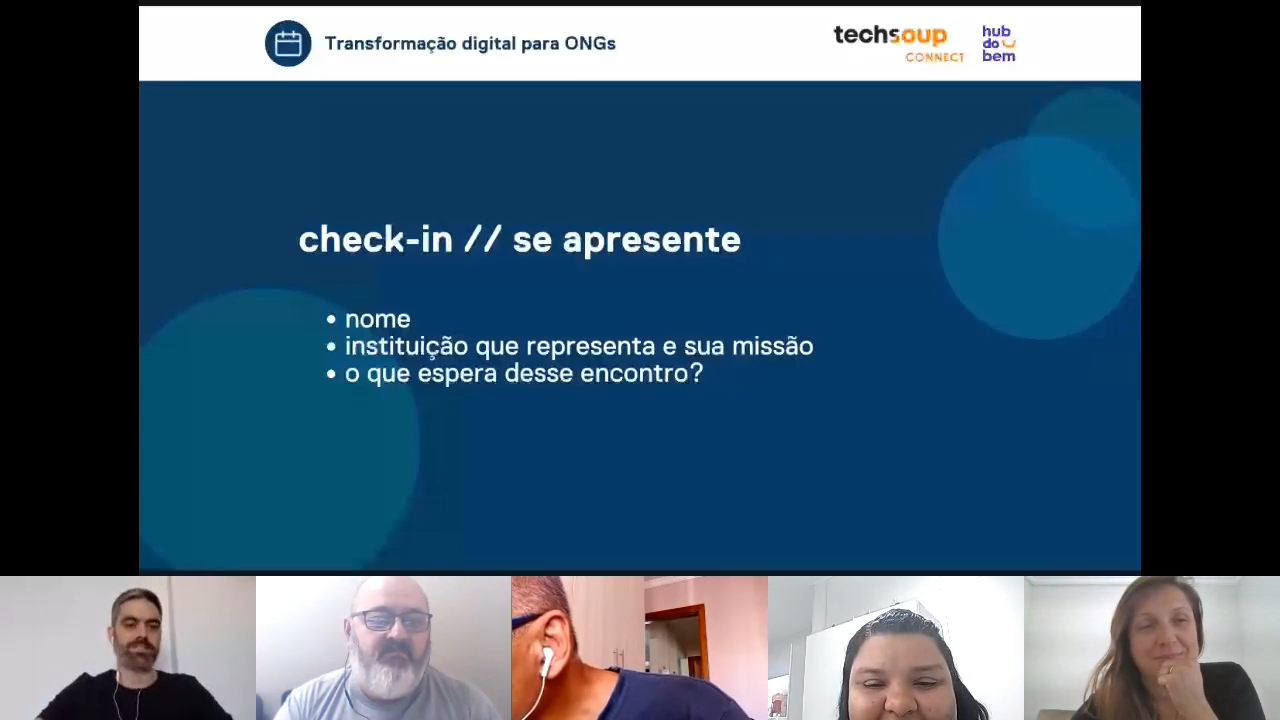 Transformação digital para ONGs
techsoup
CONNECT
hub
do
bem
check-in // se apresente
• nome
• instituição que representa e sua missão
• o que espera desse encontro?